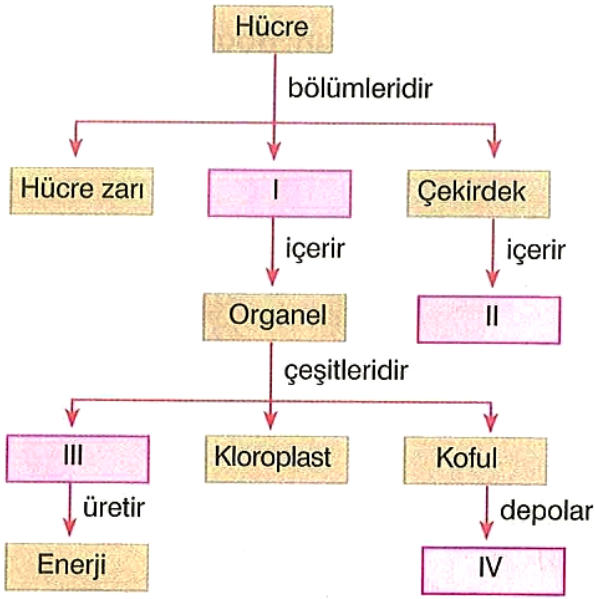 Hücre
bölümleridir
Hücre zarı
I
Çekirdek
içerir
içerir
Organel
II
çeşitleridir
III
Kloroplast
Koful
üretir
depolar
Enerji
IV